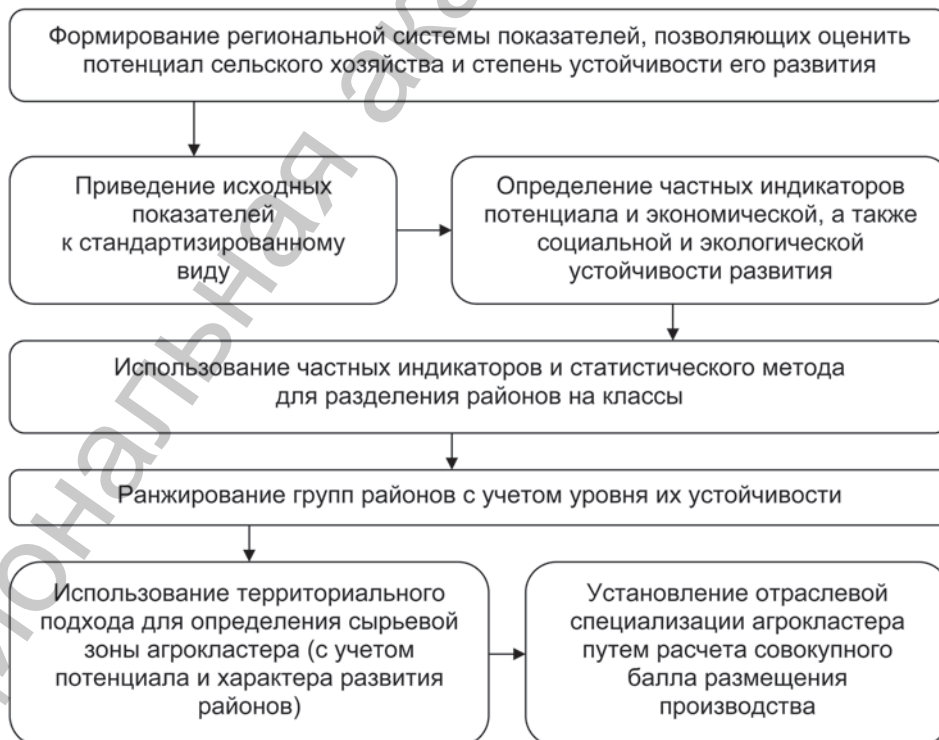 Формирование региональной системы показателей, позволяющих оценить
потенциал сельского хозяйства и степень устойчивости его развития
Приведение исходных
показателей
к стандартизированному
виду
Определение частных индикаторов
потенциала и экономической, а также
социальной и экологической
устойчивости развития
Использование частных индикаторов и статистического метода
для разделения районов на классы
Ранжирование групп районов с учетом уровня их устойчивости
Использование территориального
подхода для определения сырьевой
зоны агрокластера (с учетом
потенциала и характера развития
районов)
Установление отраслевой
специализации агрокластера
путем расчета совокупного
балла размещения
производства